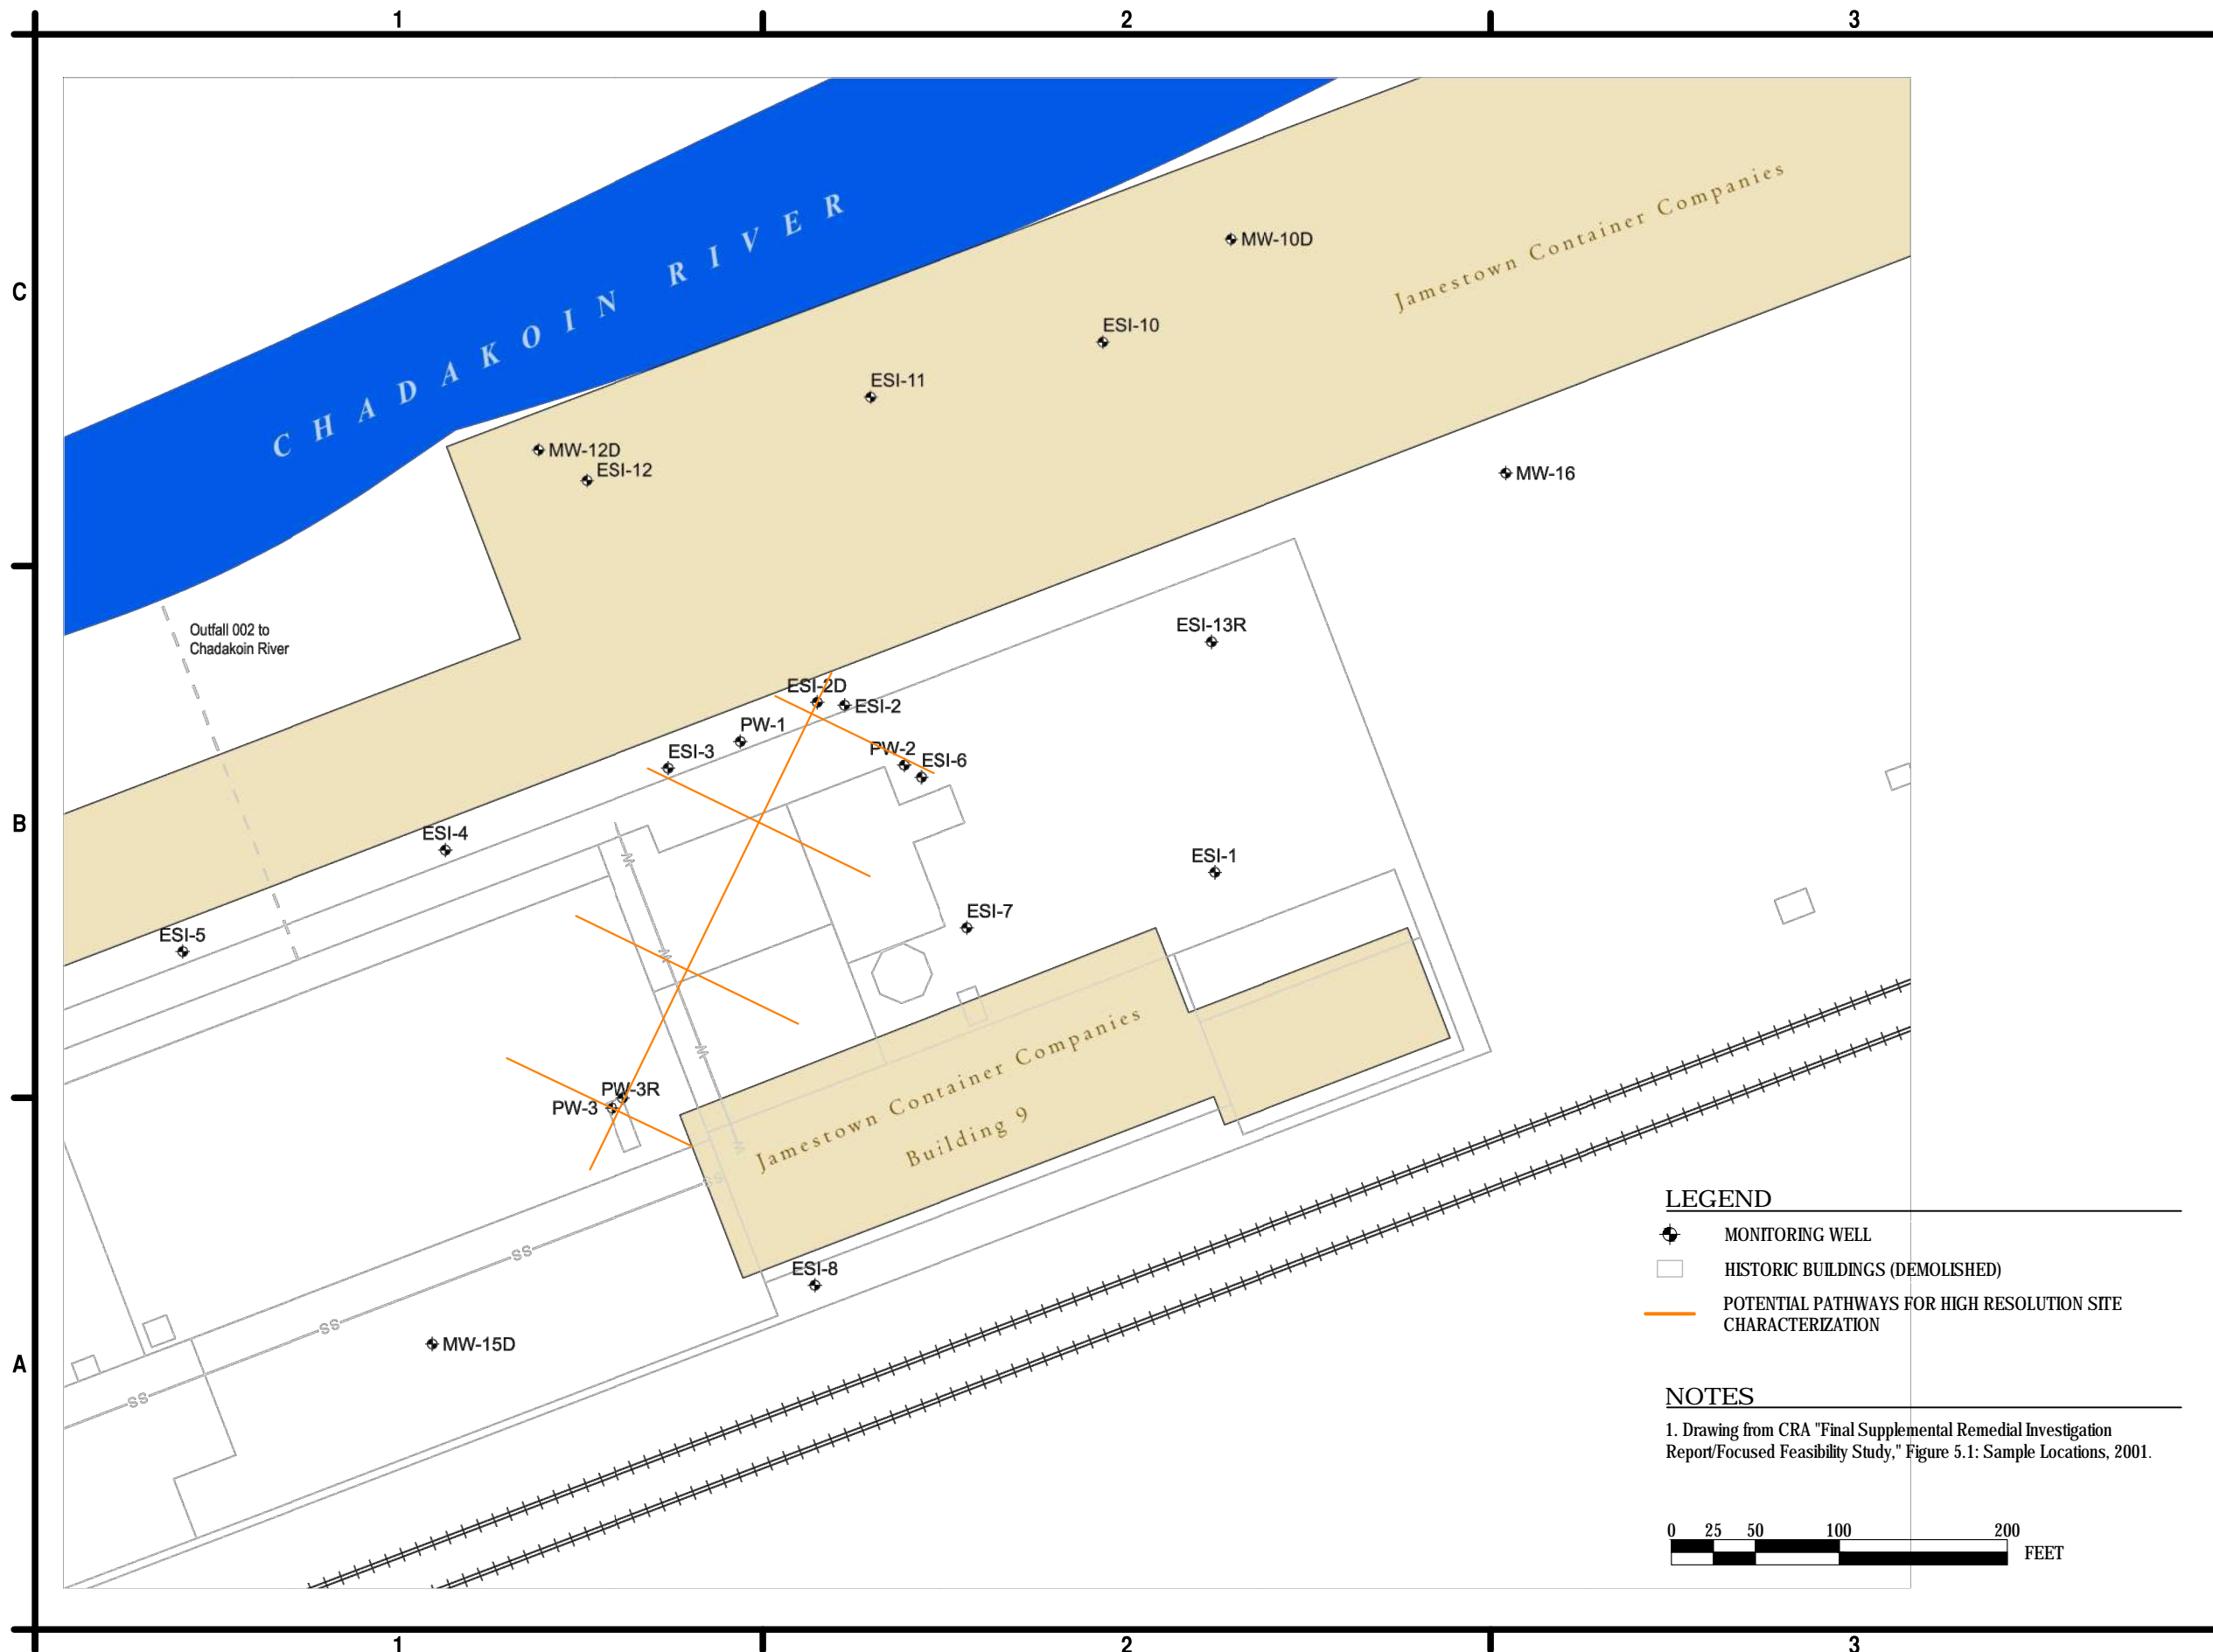 1
2
3
C
CHADAKOIN RIVER
Jamestown Container Companies
MW-10D
ESI-10
ESI-11
MW-12D
ESI-12
MW-16
Outfall 002 to
Chadakoin River
ESI-13R
ESI-2D
ESI-2
PW-1
ESI-3
PW-2
ESI-6
B
ESI-4
ESI-1
ESI-7
ESI-5
W
W
W
W
PW-3R
PW-3
Jamestown Container Companies
Building 9
SS
SS
SS
SS
ESI-8
MW-15D
A
LEGEND
MONITORING WELL
HISTORIC BUILDINGS (DEMOLISHED)
POTENTIAL PATHWAYS FOR HIGH RESOLUTION SITE
CHARACTERIZATION
NOTES
1. Drawing from CRA "Final Supplemental Remedial Investigation
Report/Focused Feasibility Study," Figure 5.1: Sample Locations, 2001.
0 25 50 100 200
FEET
1
2
3